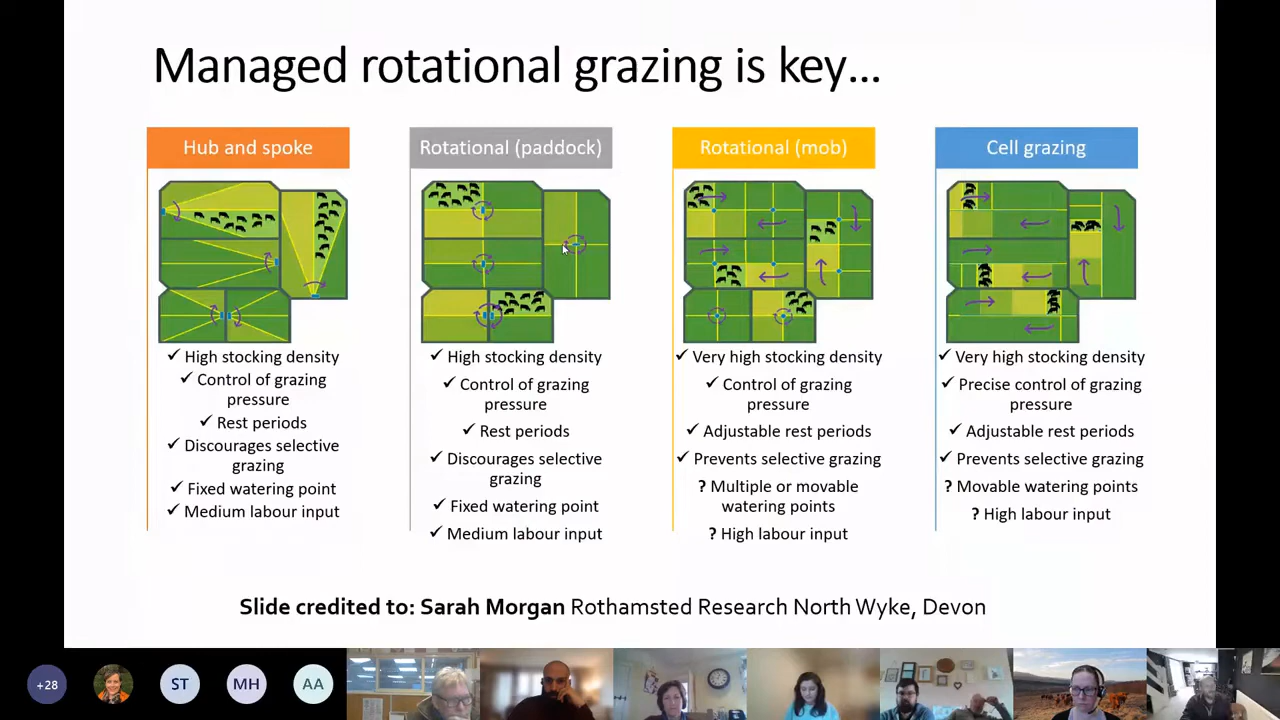 Managed rotational grazing is key...
Hub and spoke
✓ High stocking density
✓ Control of grazing
pressure
✓ Rest periods
✓ Discourages selective
grazing
✓ Fixed watering point
✓ Medium labour input
Rotational (paddock)
✓ High stocking density
✓ Control of grazing
pressure
✓ Rest periods
✓ Discourages selective
grazing
✓ Fixed watering point
✓ Medium labour input
Rotational (mob)
✓ Very high stocking density
✓ Control of grazing
pressure
✓ Adjustable rest periods
✓ Prevents selective grazing
? Multiple or movable
watering points
? High labour input
Cell grazing
✓ Very high stocking density
✓ Precise control of grazing
pressure
✓ Adjustable rest periods
✓ Prevents selective grazing
? Movable watering points
? High labour input
Slide credited to: Sarah Morgan Rothamsted Research North Wyke, Devon
+28
ST
MH
AA